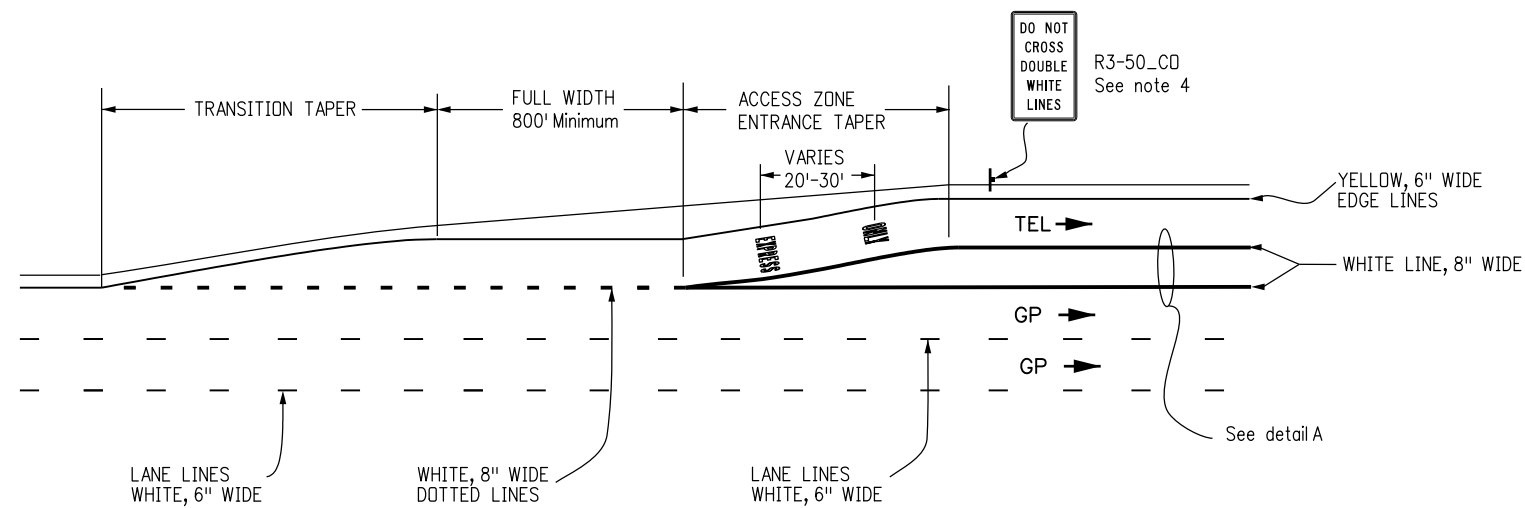 DO NOT
CROSS
DOUBLE
WHITE
LINES
R3-50_CO
See note 4
TRANSITION TAPER
FULL WIDTH
800' Minimum
ACCESS ZONE
ENTRANCE TAPER
VARIES
20'-30'
YELLOW, 6" WIDE
EDGE LINES
EXPRESS
ONLY
TEL
WHITE LINE, 8" WIDE
GP
GP
See detail A
LANE LINES
WHITE, 6" WIDE
WHITE, 8" WIDE
DOTTED LINES
LANE LINES
WHITE, 6" WIDE